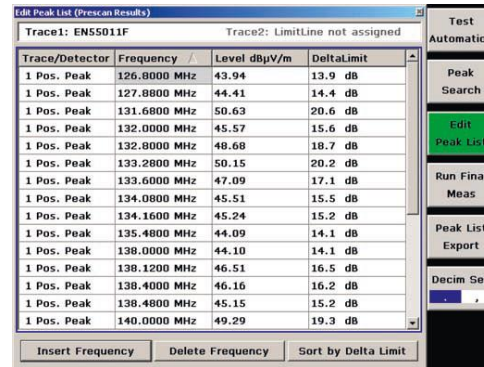 Edit Peak List (Prescan Results)
Trace1: EN55011F Trace2: LimitLine not assigned
Trace/Detector Frequency Level dBµV/m DeltaLimit
1 Pos. Peak 126.8000 MHz 43.94 13.9 dB
1 Pos. Peak 127.8800 MHz 44.41 14.4 dB
1 Pos. Peak 131.6800 MHz 50.63 20.6 dB
1 Pos. Peak 132.0000 MHz 45.57 15.6 dB
1 Pos. Peak 132.8000 MHz 48.68 18.7 dB
1 Pos. Peak 133.2800 MHz 50.15 20.2 dB
1 Pos. Peak 133.6000 MHz 47.09 17.1 dB
1 Pos. Peak 134.0800 MHz 45.51 15.5 dB
1 Pos. Peak 134.1600 MHz 45.24 15.2 dB
1 Pos. Peak 135.4800 MHz 44.09 14.1 dB
1 Pos. Peak 138.0000 MHz 44.10 14.1 dB
1 Pos. Peak 138.1200 MHz 46.51 16.5 dB
1 Pos. Peak 138.4000 MHz 46.16 16.2 dB
1 Pos. Peak 138.4800 MHz 45.15 15.2 dB
1 Pos. Peak 140.0000 MHz 49.29 19.3 dB
Insert Frequency Delete Frequency Sort by Delta Limit
Test
Automatic
Peak
Search
Edit
Peak List
Run Fina
Meas
Peak List
Export
Decim Se
. ,